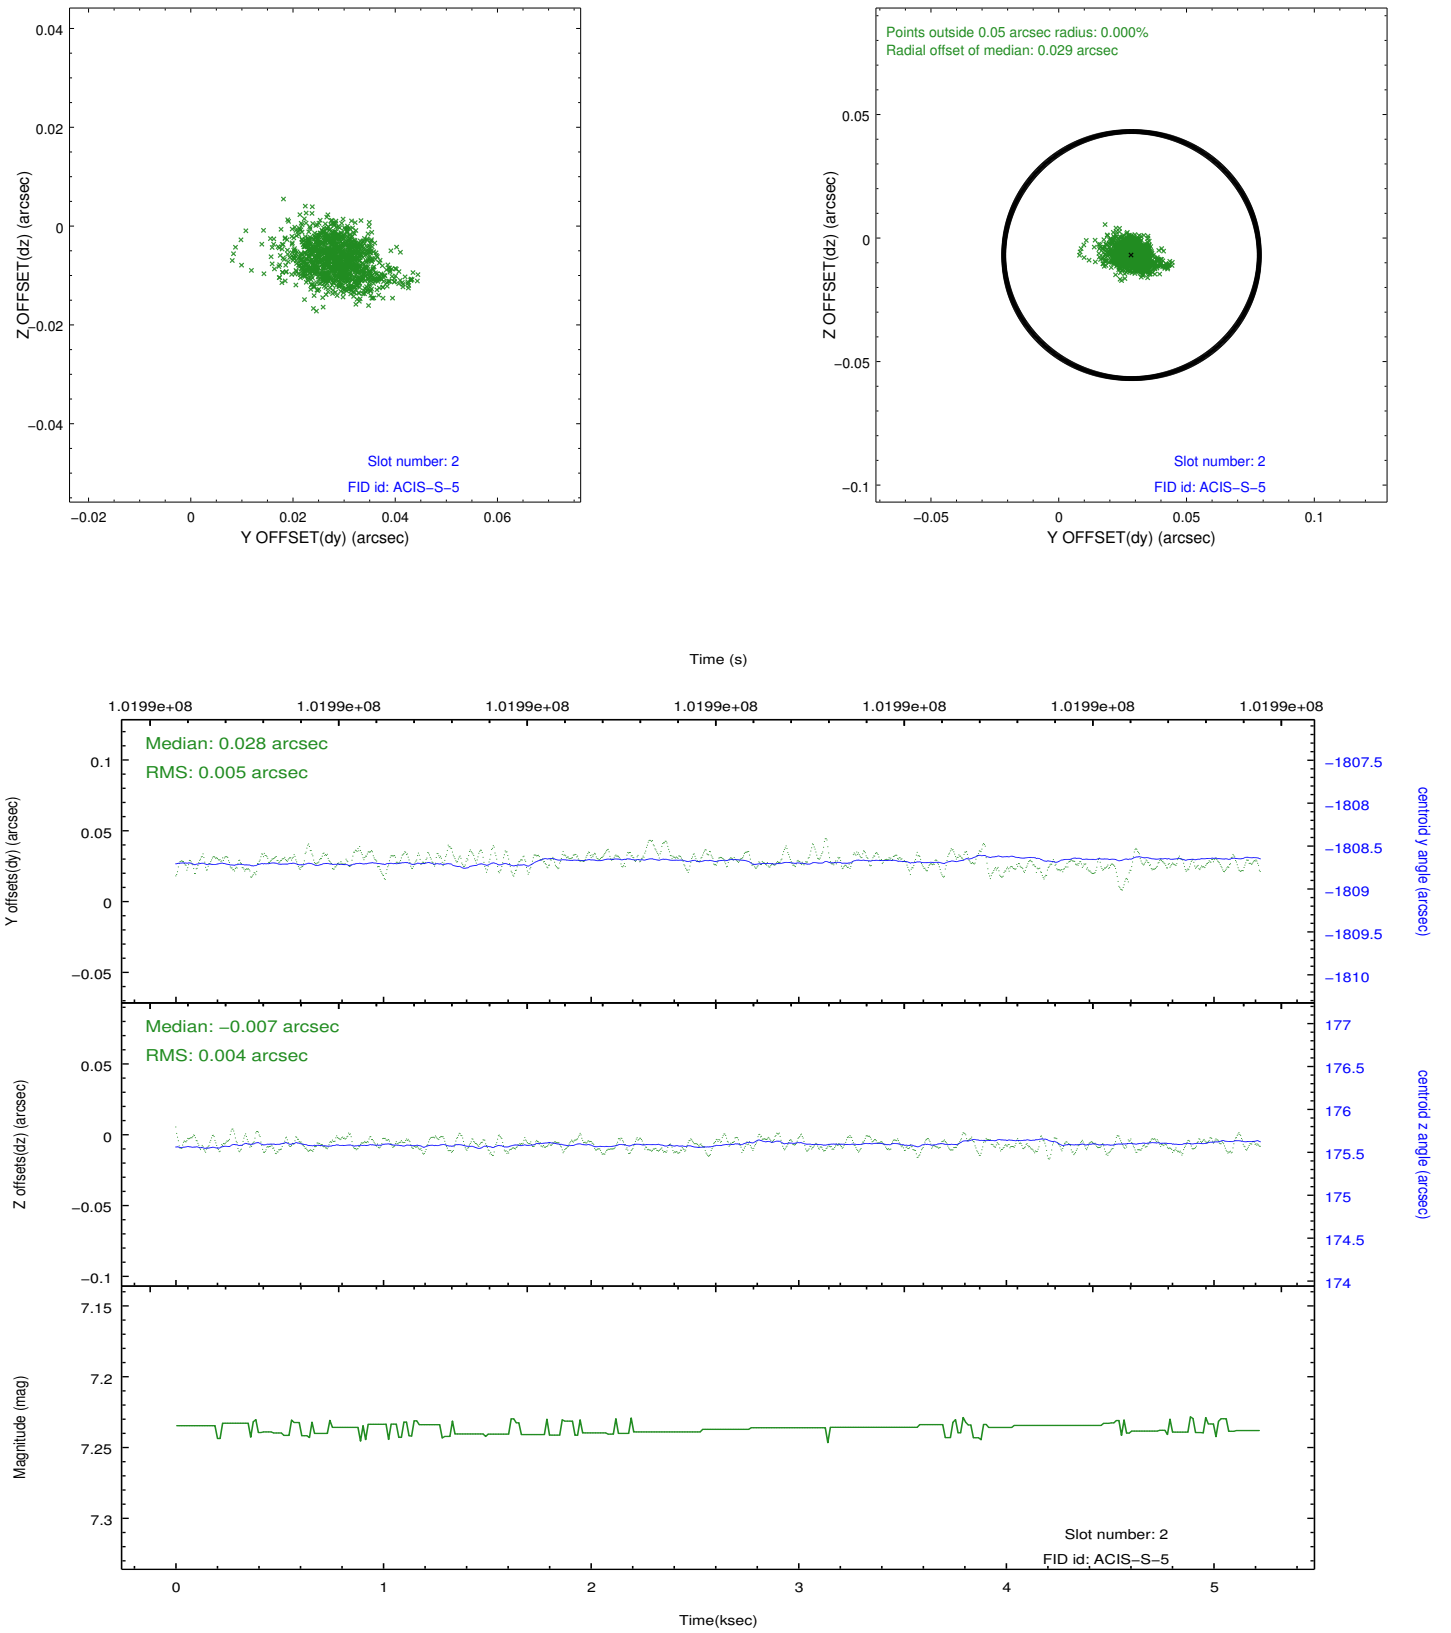 0.04
0.02
0
−0.02
−0.04
Z OFFSET(dz) (arcsec)
Slot number: 2
FID id: ACIS−S−5
−0.02 0 0.02 0.04 0.06
Y OFFSET(dy) (arcsec)
Points outside 0.05 arcsec radius: 0.000%
Radial offset of median: 0.029 arcsec
0.05
0
−0.05
−0.1
Z OFFSET(dz) (arcsec)
Slot number: 2
FID id: ACIS−S−5
−0.05 0 0.05 0.1
Y OFFSET(dy) (arcsec)
Time (s)
1.0199e+08 1.0199e+08 1.0199e+08 1.0199e+08 1.0199e+08 1.0199e+08 1.0199e+08
Median: 0.028 arcsec
RMS: 0.005 arcsec
0.1
0.05
0
−0.05
Y offsets(dy) (arcsec)
−1807.5
−1808
−1808.5
−1809
−1809.5
−1810
centroid y angle (arcsec)
Median: −0.007 arcsec
RMS: 0.004 arcsec
0.05
0
−0.05
−0.1
Z offsets(dz) (arcsec)
177
176.5
176
175.5
175
174.5
174
centroid z angle (arcsec)
7.15
7.2
7.25
7.3
Magnitude (mag)
Slot number: 2
FID id: ACIS−S−5
0 1 2 3 4 5
Time(ksec)